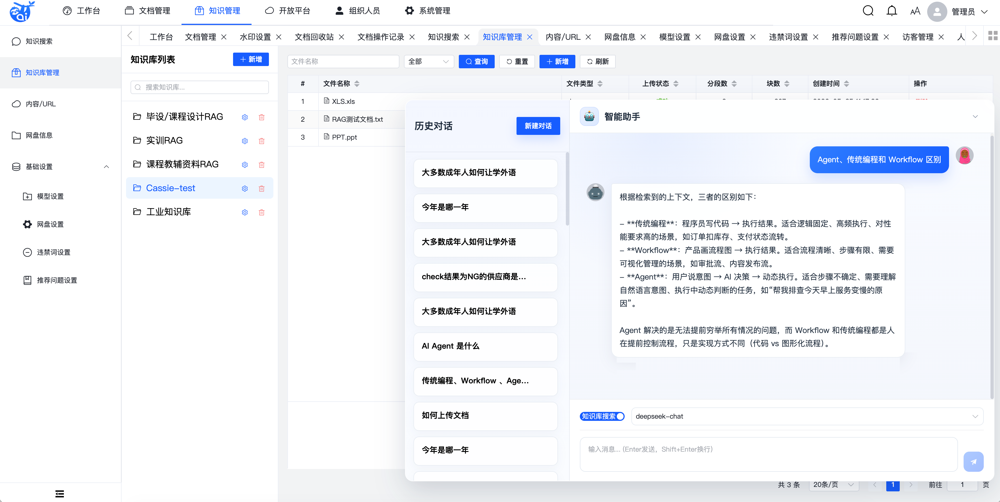 ai
工作台
文档管理
知识管理
开放平台
组织人员
系统管理
AA
管理员
知识搜索
知识库管理
内容/URL
网盘信息
基础设置
模型设置
网盘设置
违禁词设置
推荐问题设置
工作台
文档管理
水印设置
文档回收站
文档操作记录
知识搜索
知识库管理
内容/URL
网盘信息
模型设置
网盘设置
违禁词设置
推荐问题设置
访客管理
人
知识库列表
+ 新增
搜索知识库...
毕设/课程设计RAG
实训RAG
课程教辅资料RAG
Cassie-test
工业知识库
文件名称
全部
查询
重置
+ 新增
刷新
# 文件名称 文件类型 上传状态 分段数 块数 创建时间 操作
1 XLS.xls
2 RAG测试文档.txt
3 PPT.ppt
历史对话
新建对话
大多数成年人如何让学外语
今年是哪一年
大多数成年人如何让学外语
check结果为NG的供应商是...
大多数成年人如何让学外语
AI Agent 是什么
传统编程、Workflow 、Age...
如何上传文档
今年是哪一年
智能助手
Agent、传统编程和 Workflow 区别
根据检索到的上下文，三者的区别如下：
- **传统编程**：程序员写代码 → 执行结果。适合逻辑固定、高频执行、对性
能要求高的场景，如订单扣库存、支付状态流转。
- **Workflow**：产品画流程图 → 执行结果。适合流程清晰、步骤有限、需要
可视化管理的场景，如审批流、内容发布流。
- **Agent**：用户说意图 → AI 决策 → 动态执行。适合步骤不确定、需要理解
自然语言意图、执行中动态判断的任务，如“帮我排查今天早上服务变慢的原
因”。
Agent 解决的是无法提前穷举所有情况的问题，而 Workflow 和传统编程都是人
在提前控制流程，只是实现方式不同（代码 vs 图形化流程）。
知识库搜索
deepseek-chat
输入消息... (Enter发送，Shift+Enter换行)
共 3 条
20条/页
1
前往
1
页